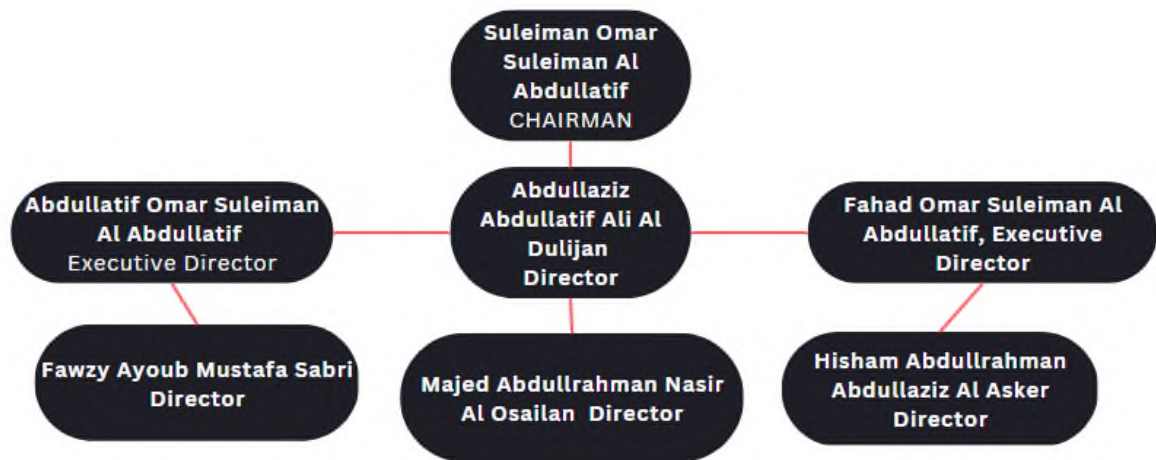 Suleiman Omar
Suleiman Al
Abdullatif
CHAIRMAN
Abdullatif Omar Suleiman
Al Abdullatif
Executive Director
Abdullaziz
Abdullatif Ali Al
Dulijan
Director
Fahad Omar Suleiman Al
Abdullatif, Executive
Director
Fawzy Ayoub Mustafa Sabri
Director
Majed Abdullrahman Nasir
Al Osailan Director
Hisham Abdullrahman
Abdullaziz Al Asker
Director